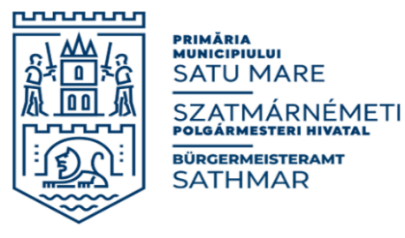 PRIMĂRIA
MUNICIPIULUI
SATU MARE
SZATMÁRNÉMETI
POLGÁRMESTERI HIVATAL
BÜRGERMEISTERAMT
SATHMAR